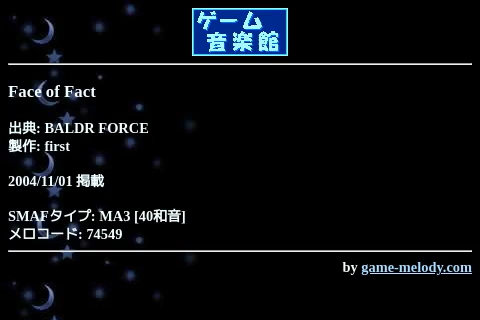 ゲーム
音楽館
Face of Fact
出典: BALDR FORCE
製作: first
2004/11/01 掲載
SMAFタイプ: MA3 [40和音]
メロコード: 74549
by game-melody.com